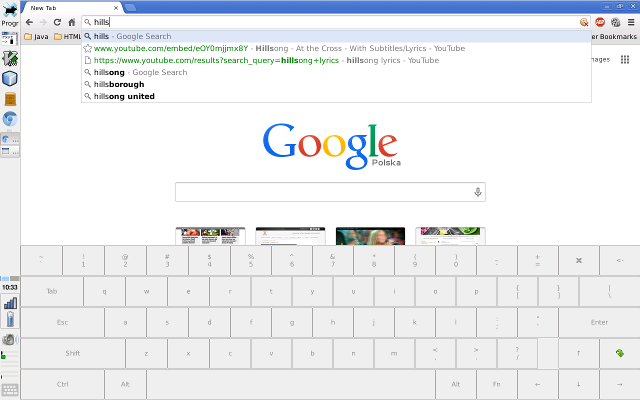 New Tab
Progr
hills
ABP
Java
HTML
er Bookmarks
hills - Google Search
www.youtube.com/embed/eOY0mjjmx8Y - Hillsong - At the Cross - With Subtitles/Lyrics - YouTube
https://www.youtube.com/results?search_query=hillsong+lyrics - hillsong lyrics - YouTube
hillsong - Google Search
hillsborough
hillsong united
mages
Google
Polska
10:33
~ ! @ # $ % ^ & * ( ) _ +
` 1 2 3 4 5 6 7 8 9 0 - = <-
Tab q w e r t y u i o p { } |
[ ] \
Esc a s d f g h j k l : " Enter
; '
Shift z x c v b n m < > ? ↑
, . /
Ctrl Alt Alt Fn ← ↓ →